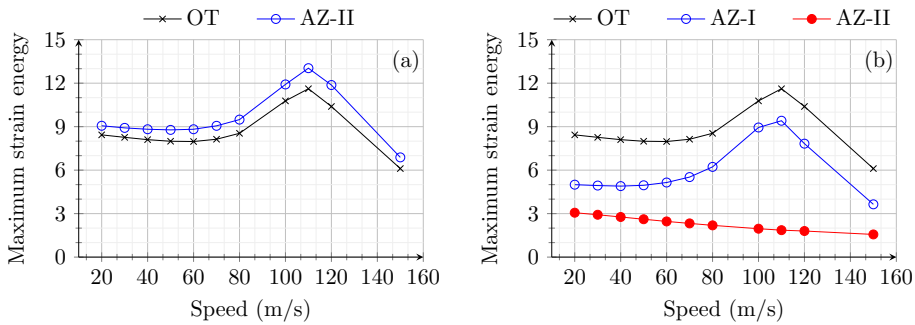 OT AZ-II
Maximum strain energy
15
12
9
6
3
0
(a)
20 40 60 80 100 120 140 160
Speed (m/s)
OT AZ-I AZ-II
Maximum strain energy
15
12
9
6
3
0
(b)
20 40 60 80 100 120 140 160
Speed (m/s)